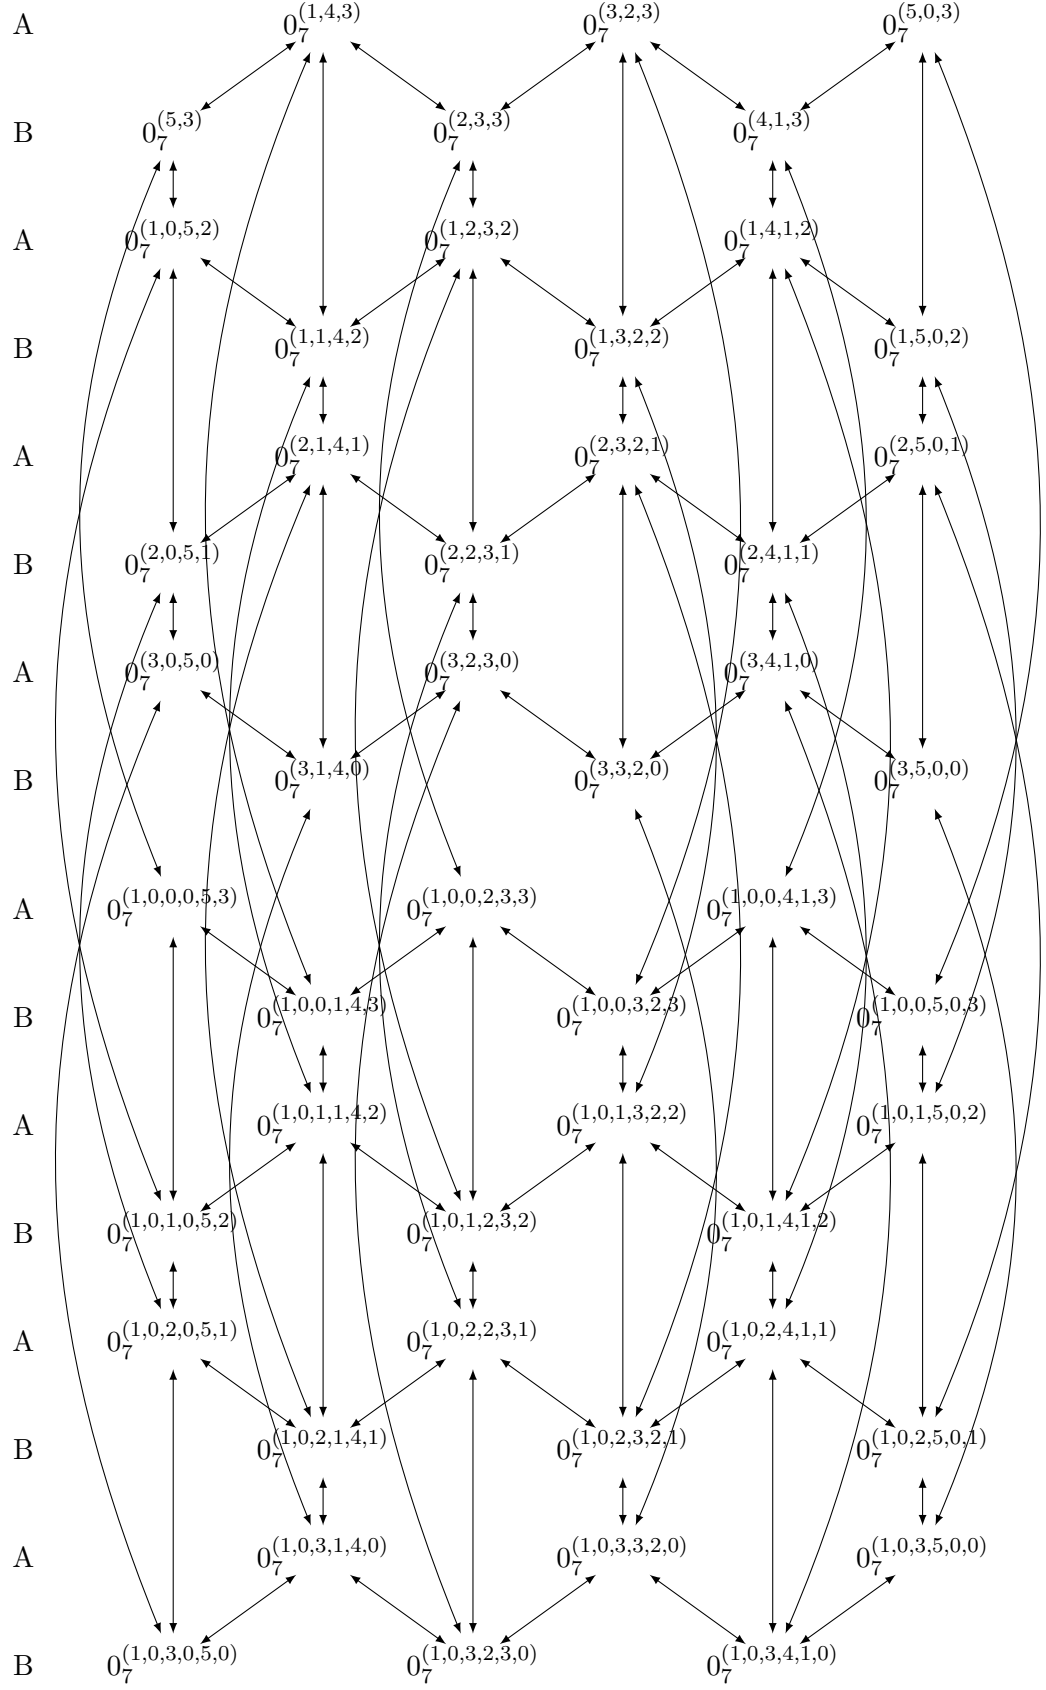 A 0_7^{(1,4,3)} 0_7^{(3,2,3)} 0_7^{(5,0,3)}
B 0_7^{(5,3)} 0_7^{(2,3,3)} 0_7^{(4,1,3)}
A 0_7^{(1,0,5,2)} 0_7^{(1,2,3,2)} 0_7^{(1,4,1,2)}
B 0_7^{(1,1,4,2)} 0_7^{(1,3,2,2)} 0_7^{(1,5,0,2)}
A 0_7^{(2,1,4,1)} 0_7^{(2,3,2,1)} 0_7^{(2,5,0,1)}
B 0_7^{(2,0,5,1)} 0_7^{(2,2,3,1)} 0_7^{(2,4,1,1)}
A 0_7^{(3,0,5,0)} 0_7^{(3,2,3,0)} 0_7^{(3,4,1,0)}
B 0_7^{(3,1,4,0)} 0_7^{(3,3,2,0)} 0_7^{(3,5,0,0)}
A 0_7^{(1,0,0,0,5,3)} 0_7^{(1,0,0,2,3,3)} 0_7^{(1,0,0,4,1,3)}
B 0_7^{(1,0,0,1,4,3)} 0_7^{(1,0,0,3,2,3)} 0_7^{(1,0,0,5,0,3)}
A 0_7^{(1,0,1,1,4,2)} 0_7^{(1,0,1,3,2,2)} 0_7^{(1,0,1,5,0,2)}
B 0_7^{(1,0,1,0,5,2)} 0_7^{(1,0,1,2,3,2)} 0_7^{(1,0,1,4,1,2)}
A 0_7^{(1,0,2,0,5,1)} 0_7^{(1,0,2,2,3,1)} 0_7^{(1,0,2,4,1,1)}
B 0_7^{(1,0,2,1,4,1)} 0_7^{(1,0,2,3,2,1)} 0_7^{(1,0,2,5,0,1)}
A 0_7^{(1,0,3,1,4,0)} 0_7^{(1,0,3,3,2,0)} 0_7^{(1,0,3,5,0,0)}
B 0_7^{(1,0,3,0,5,0)} 0_7^{(1,0,3,2,3,0)} 0_7^{(1,0,3,4,1,0)}